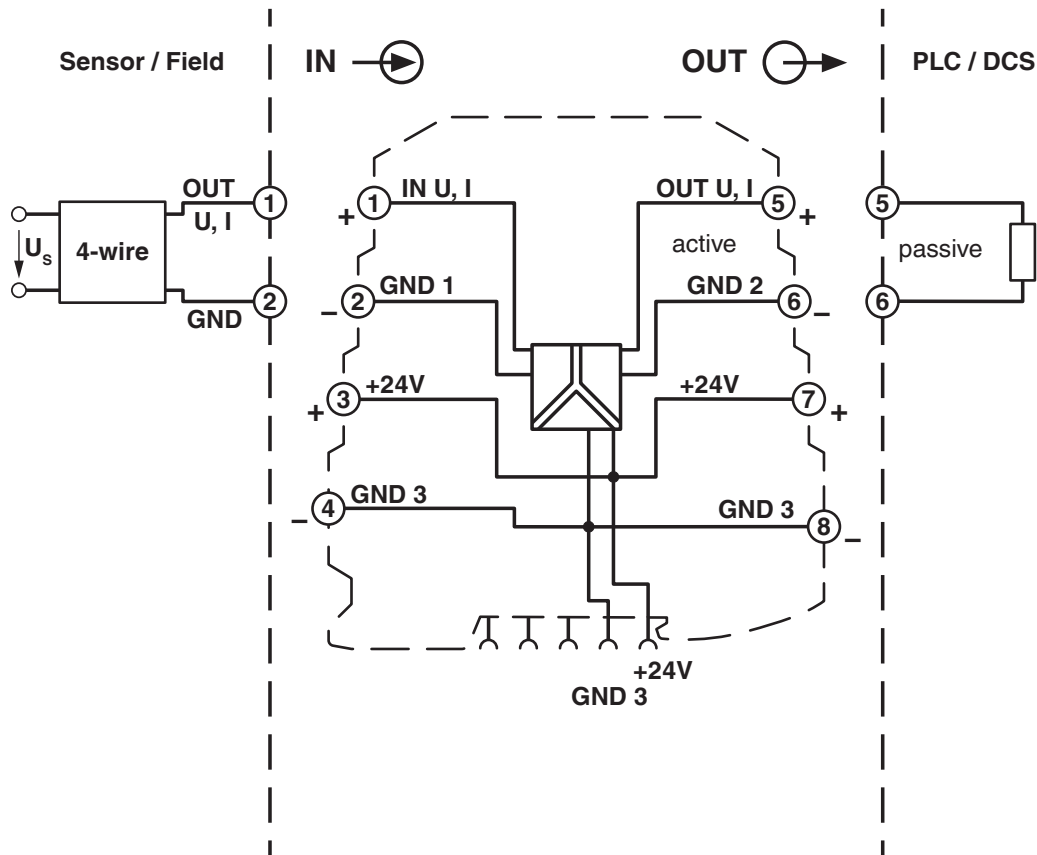 Sensor / Field
IN
OUT
PLC / DCS
OUT
U, I
1
4-wire
Us
GND
2
1
+
IN U, I
2
–
GND 1
3
+
+24V
4
–
GND 3
OUT U, I
5
+
active
GND 2
6
–
+24V
7
+
GND 3
8
–
5
passive
6
+24V
GND 3